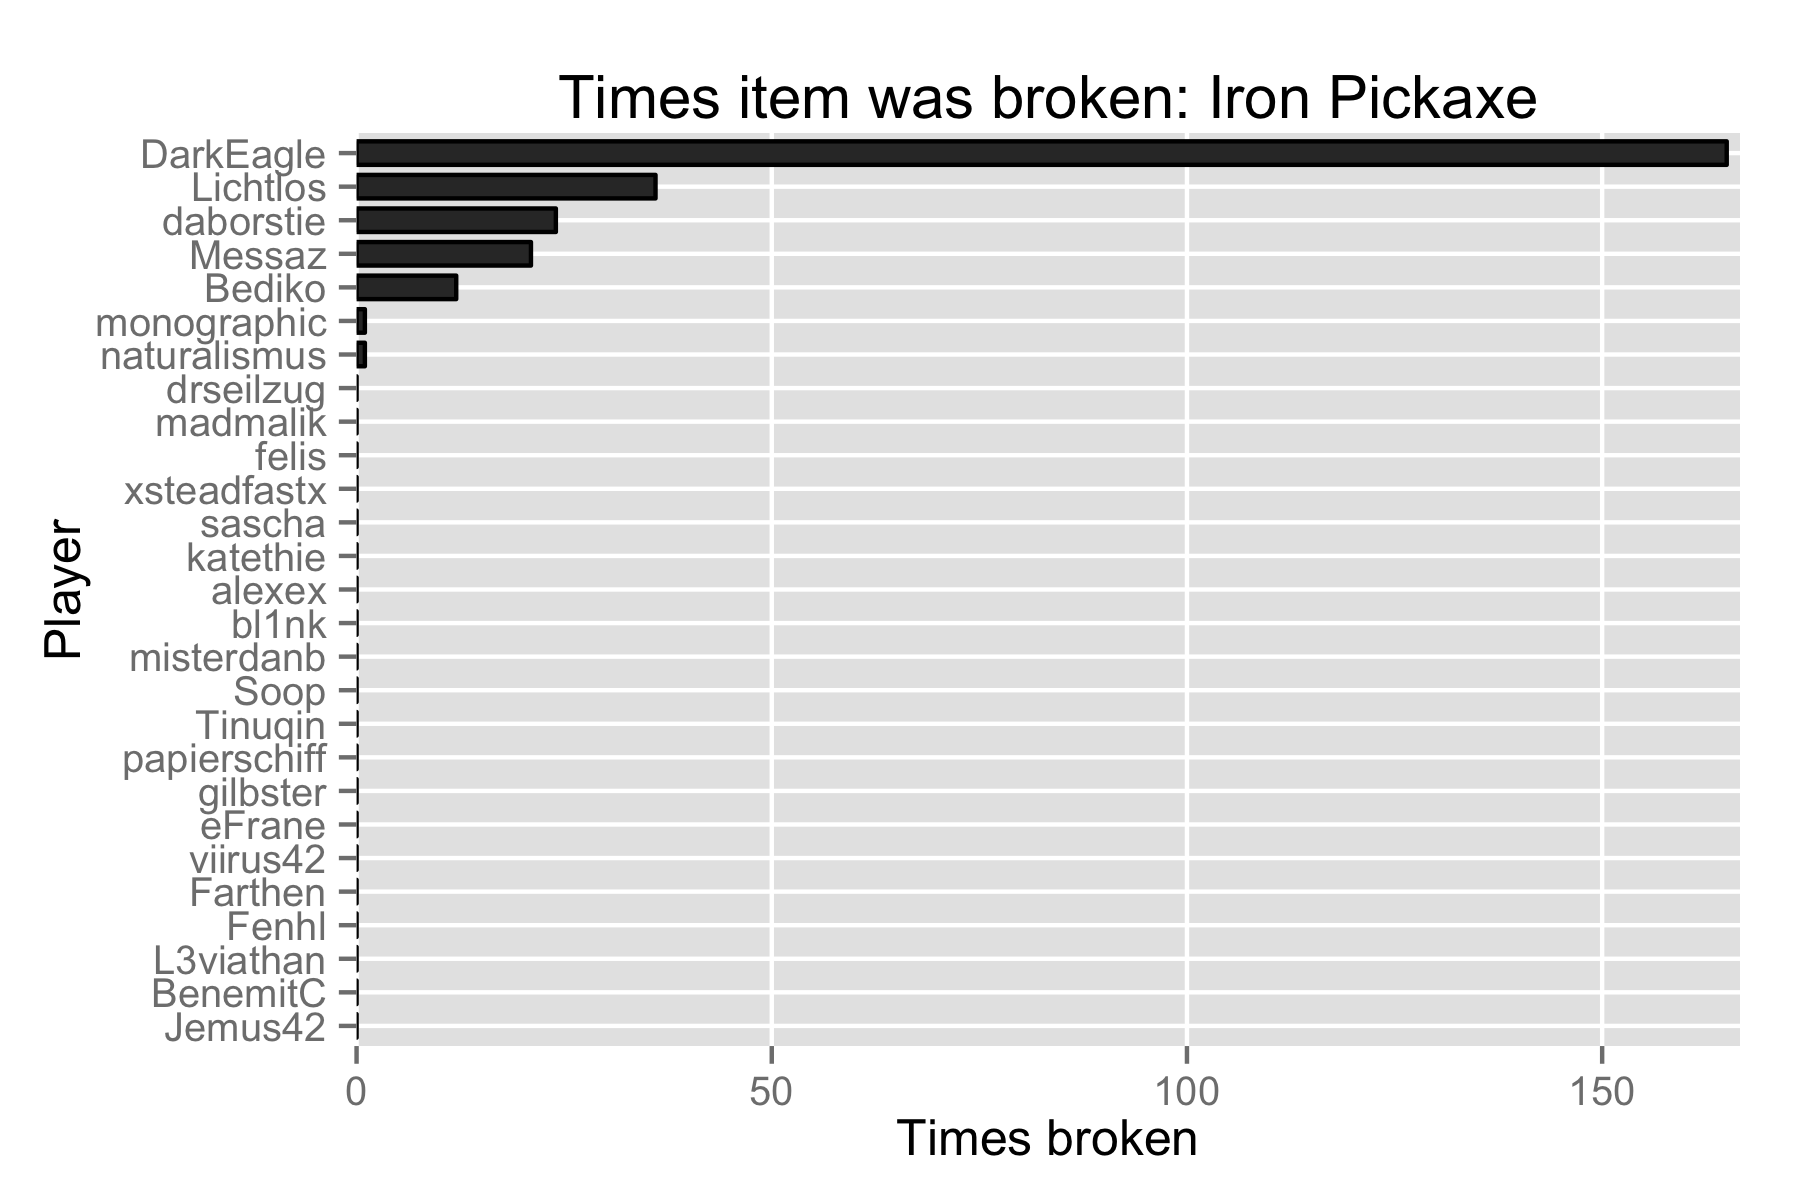 Times item was broken: Iron Pickaxe
DarkEagle
Lichtlos
daborstie
Messaz
Bediko
monographic
naturalismus
drseilzug
madmalik
felis
xsteadfastx
sascha
katethie
alexex
bl1nk
misterdanb
Soop
Tinuqin
papierschiff
gilbster
eFrane
viirus42
Farthen
Fenhl
L3viathan
BenemitC
Jemus42
Player
0 50 100 150
Times broken